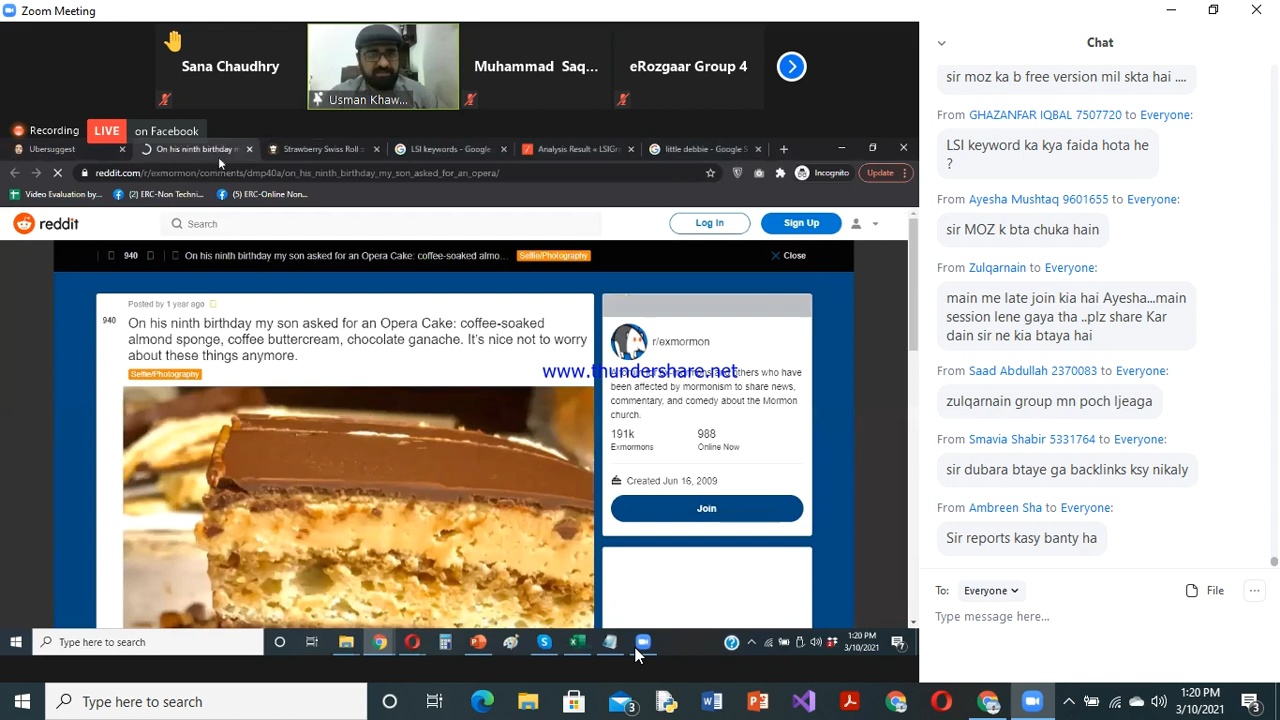 Zoom Meeting
Sana Chaudhry
Usman Khaw...
Muhammad Saq...
eRozgaar Group 4
Recording
LIVE
on Facebook
Ubersuggest
On his ninth birthday m
Strawberry Swiss Roll
LSI keywords - Google
Analysis Result « LSIGr
little debbie - Google S
reddit.com/r/exmormon/comments/dmp40a/on_his_ninth_birthday_my_son_asked_for_an_opera_cake/
Incognito
Update
Video Evaluation by...
(2) ERC-Non Techni...
(5) ERC-Online Non...
reddit
Search
Log In
Sign Up
940
On his ninth birthday my son asked for an Opera Cake: coffee-soaked almo...
Selfie/Photography
Close
Posted by 1 year ago
940
On his ninth birthday my son asked for an Opera Cake: coffee-soaked
almond sponge, coffee buttercream, chocolate ganache. It's nice not to worry
about these things anymore.
Selfie/Photography
r/exmormon
www.thundershare.net
others who have
been affected by mormonism to share news,
commentary, and comedy about the Mormon
church.
191k
988
Exmormons
Online Now
Created Jun 16, 2009
Join
Type here to search
1:20 PM
3/10/2021
7
Chat
sir moz ka b free version mil skta hai ....
From GHAZANFAR IQBAL 7507720 to Everyone:
LSI keyword ka kya faida hota he
?
From Ayesha Mushtaq 9601655 to Everyone:
sir MOZ k bta chuka hain
From Zulqarnain to Everyone:
main me late join kia hai Ayesha...main
session lene gaya tha ..plz share Kar
dain sir ne kia btaya hai
From Saad Abdullah 2370083 to Everyone:
zulqarnain group mn poch ljeaga
From Smavia Shabir 5331764 to Everyone:
sir dubara btaye ga backlinks ksy nikaly
From Ambreen Sha to Everyone:
Sir reports kasy banty ha
To: Everyone
File
Type message here...
Type here to search
3
1:20 PM
3/10/2021
3